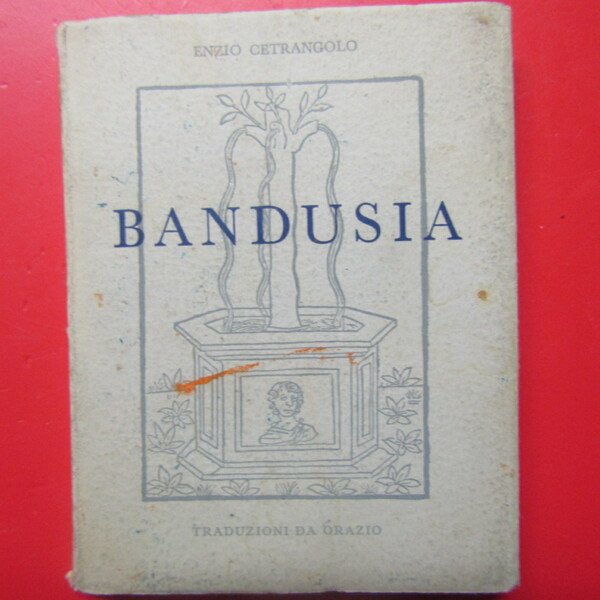 ENZIO CETRANGOLO
BANDUSIA
TRADUZIONI DA ORAZIO